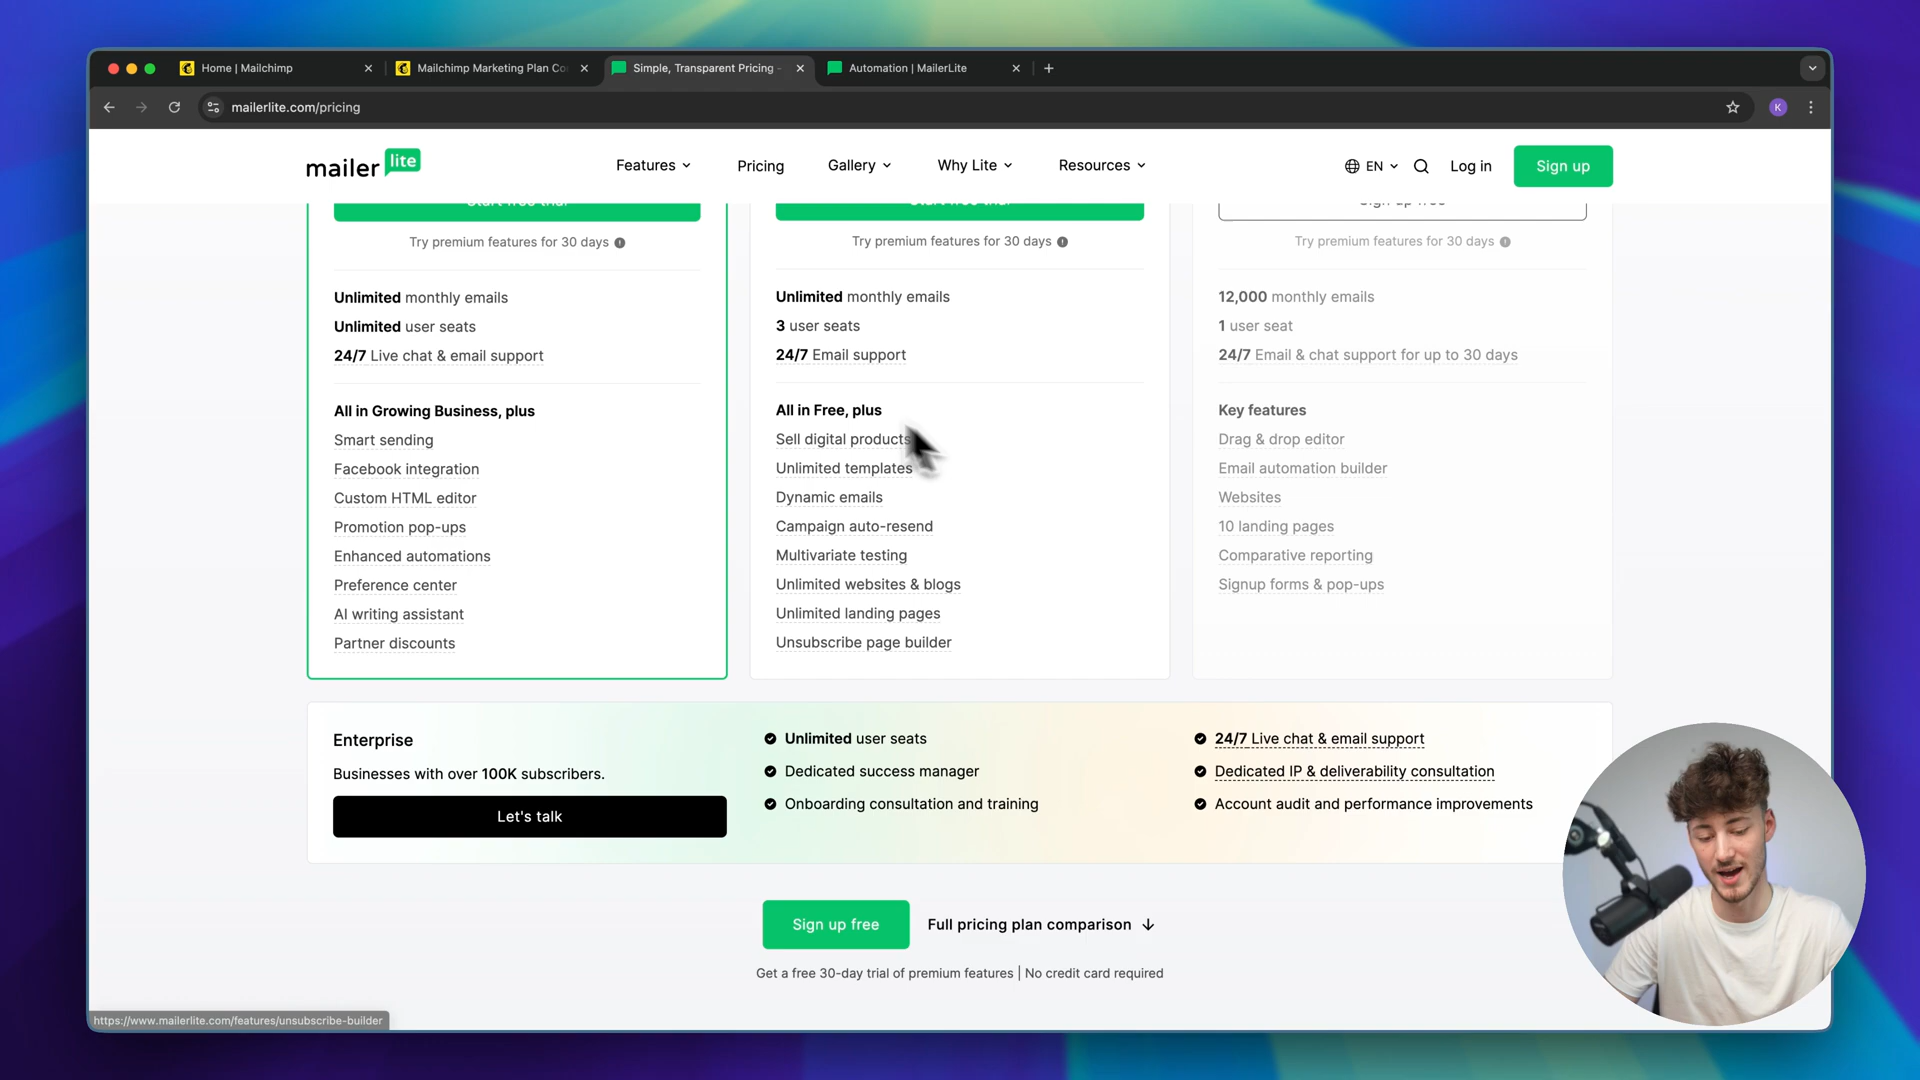 Home | Mailchimp
Mailchimp Marketing Plan Co
Simple, Transparent Pricing -
Automation | MailerLite
mailerlite.com/pricing
K
mailer lite
Features
Pricing
Gallery
Why Lite
Resources
EN
Log in
Sign up
Start free trial
Try premium features for 30 days
Unlimited monthly emails
Unlimited user seats
24/7 Live chat & email support
All in Growing Business, plus
Smart sending
Facebook integration
Custom HTML editor
Promotion pop-ups
Enhanced automations
Preference center
AI writing assistant
Partner discounts
Start free trial
Try premium features for 30 days
Unlimited monthly emails
3 user seats
24/7 Email support
All in Free, plus
Sell digital products
Unlimited templates
Dynamic emails
Campaign auto-resend
Multivariate testing
Unlimited websites & blogs
Unlimited landing pages
Unsubscribe page builder
Sign up free
Try premium features for 30 days
12,000 monthly emails
1 user seat
24/7 Email & chat support for up to 30 days
Key features
Drag & drop editor
Email automation builder
Websites
10 landing pages
Comparative reporting
Signup forms & pop-ups
Enterprise
Businesses with over 100K subscribers.
Let's talk
Unlimited user seats
Dedicated success manager
Onboarding consultation and training
24/7 Live chat & email support
Dedicated IP & deliverability consultation
Account audit and performance improvements
Sign up free
Full pricing plan comparison
Get a free 30-day trial of premium features | No credit card required
https://www.mailerlite.com/features/unsubscribe-builder